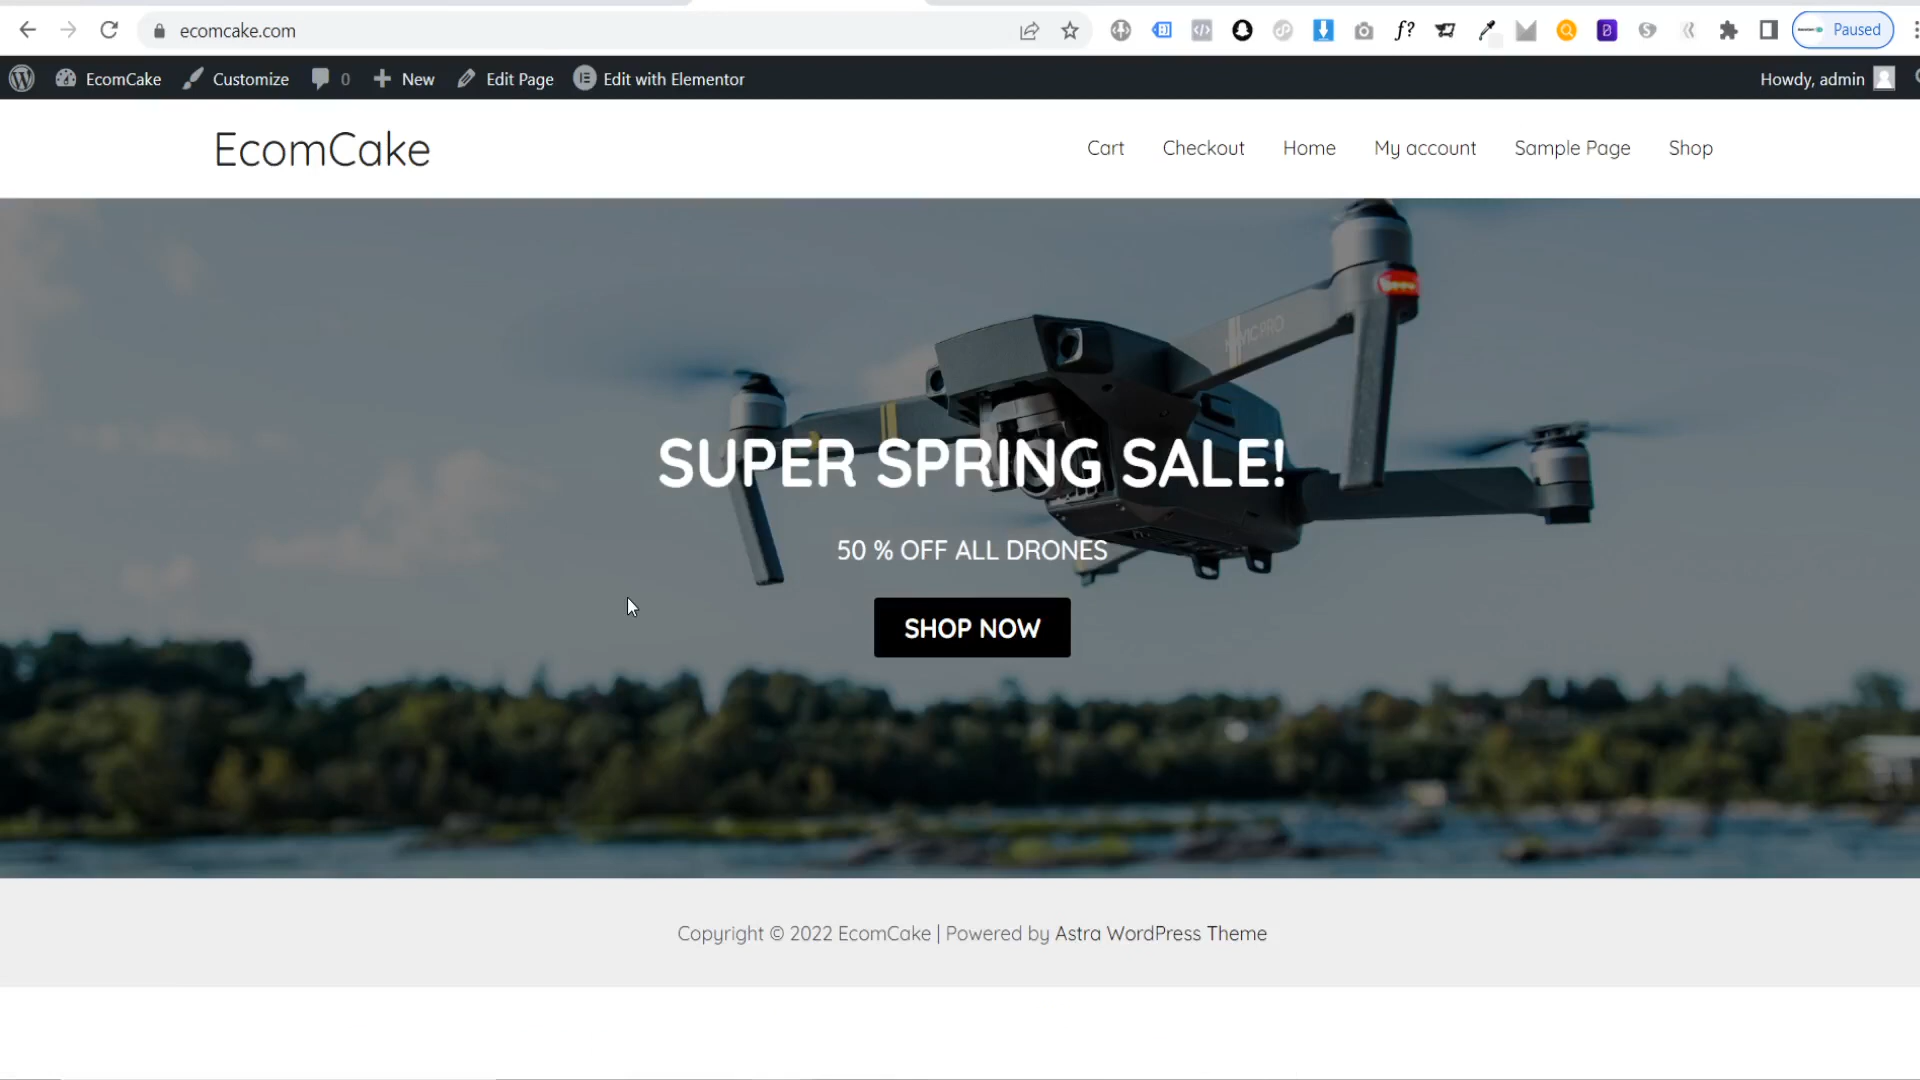 ecomcake.com
Paused
EcomCake
Customize
0
New
Edit Page
Edit with Elementor
Howdy, admin
EcomCake
Cart
Checkout
Home
My account
Sample Page
Shop
SUPER SPRING SALE!
50 % OFF ALL DRONES
SHOP NOW
Copyright © 2022 EcomCake | Powered by Astra WordPress Theme